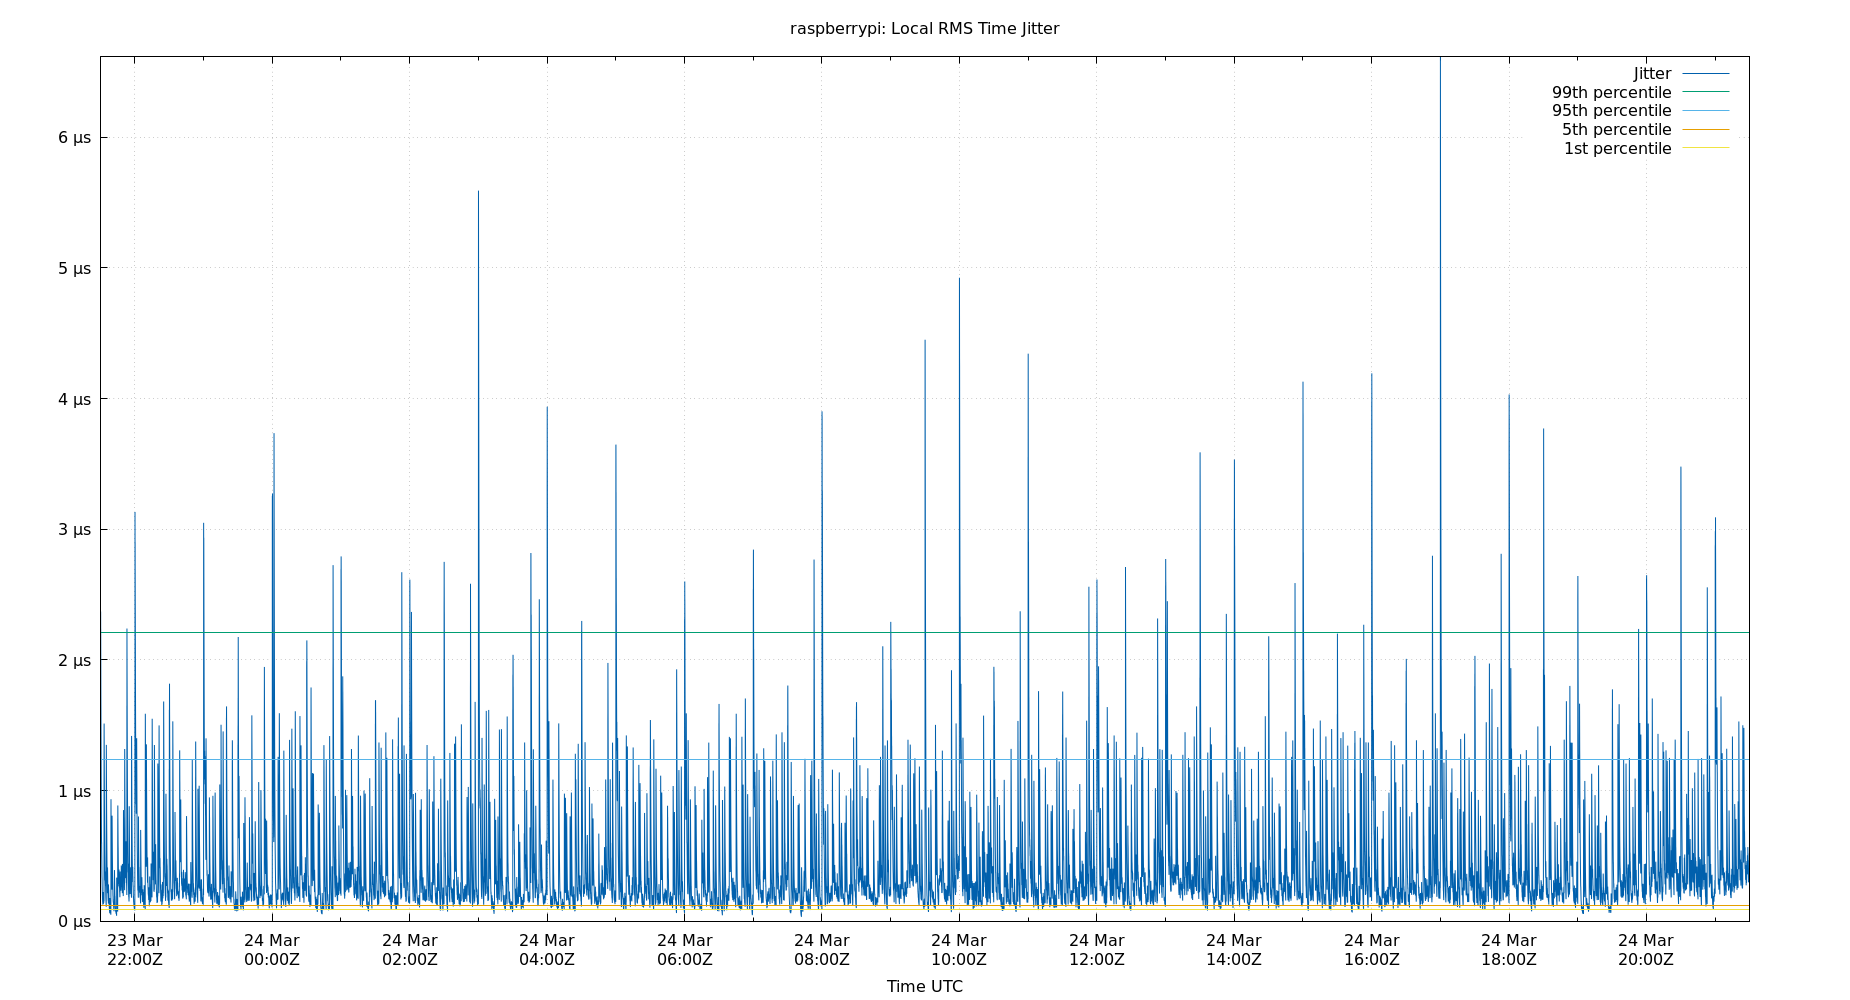 raspberrypi: Local RMS Time Jitter
Jitter
99th percentile
95th percentile
5th percentile
1st percentile
6 µs
5 µs
4 µs
3 µs
2 µs
1 µs
0 µs
23 Mar 24 Mar 24 Mar 24 Mar 24 Mar 24 Mar 24 Mar 24 Mar 24 Mar 24 Mar 24 Mar 24 Mar
22:00Z 00:00Z 02:00Z 04:00Z 06:00Z 08:00Z 10:00Z 12:00Z 14:00Z 16:00Z 18:00Z 20:00Z
Time UTC